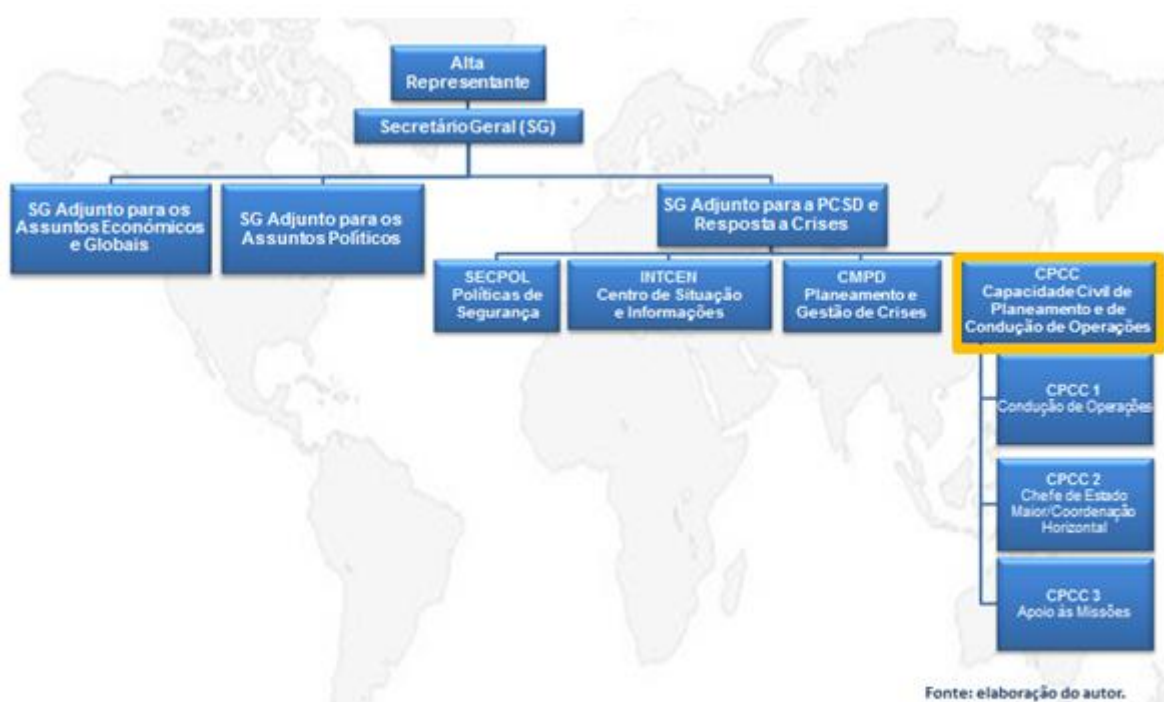 Alta
Representante
Secretário Geral (SG)
SG Adjunto para os
Assuntos Económicos
e Globais
SG Adjunto para os
Assuntos Políticos
SG Adjunto para a PCSD e
Resposta a Crises
SECPOL
Políticas de
Segurança
INTCEN
Centro de Situação
e Informações
CMPD
Planeamento e
Gestão de Crises
CPCC
Capacidade Civil de
Planeamento e de
Condução de Operações
CPCC 1
Condução de Operações
CPCC 2
Chefe de Estado
Maior/Coordenação
Horizontal
CPCC 3
Apoio ás Missões
Fonte: elaboração do autor.